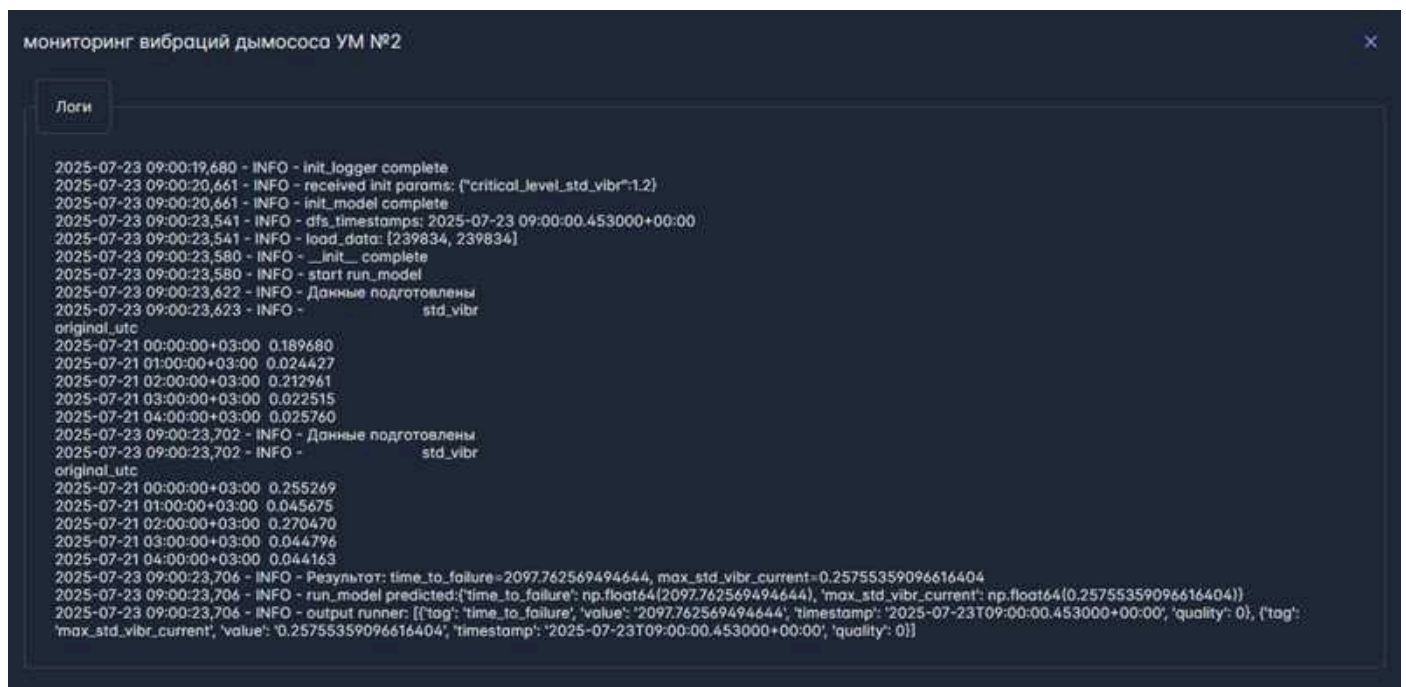 мониторинг вибраций дымососа УМ №2
×
Логи
2025-07-23 09:00:19,680 - INFO - init_logger complete
2025-07-23 09:00:20,661 - INFO - received init params: {"critical_level_std_vibr":1.2}
2025-07-23 09:00:20,661 - INFO - init_model complete
2025-07-23 09:00:23,541 - INFO - dfs_timestamps: 2025-07-23 09:00:00.453000+00:00
2025-07-23 09:00:23,541 - INFO - load_data: [239834, 239834]
2025-07-23 09:00:23,580 - INFO - __init__ complete
2025-07-23 09:00:23,580 - INFO - start run_model
2025-07-23 09:00:23,622 - INFO - Данные подготовлены
2025-07-23 09:00:23,623 - INFO - std_vibr
original_utc
2025-07-21 00:00:00+03:00 0.189680
2025-07-21 01:00:00+03:00 0.024427
2025-07-21 02:00:00+03:00 0.212961
2025-07-21 03:00:00+03:00 0.022515
2025-07-21 04:00:00+03:00 0.025760
2025-07-23 09:00:23,702 - INFO - Данные подготовлены
2025-07-23 09:00:23,702 - INFO - std_vibr
original_utc
2025-07-21 00:00:00+03:00 0.255269
2025-07-21 01:00:00+03:00 0.045675
2025-07-21 02:00:00+03:00 0.270470
2025-07-21 03:00:00+03:00 0.044796
2025-07-21 04:00:00+03:00 0.044163
2025-07-23 09:00:23,706 - INFO - Результат: time_to_failure=2097.762569494644, max_std_vibr_current=0.25755359096616404
2025-07-23 09:00:23,706 - INFO - run_model predicted:{'time_to_failure': np.float64(2097.762569494644), 'max_std_vibr_current': np.float64(0.25755359096616404)}
2025-07-23 09:00:23,706 - INFO - output runner: [{'tag': 'time_to_failure', 'value': '2097.762569494644', 'timestamp': '2025-07-23T09:00:00.453000+00:00', 'quality': 0}, {'tag':
'max_std_vibr_current', 'value': '0.25755359096616404', 'timestamp': '2025-07-23T09:00:00.453000+00:00', 'quality': 0}]